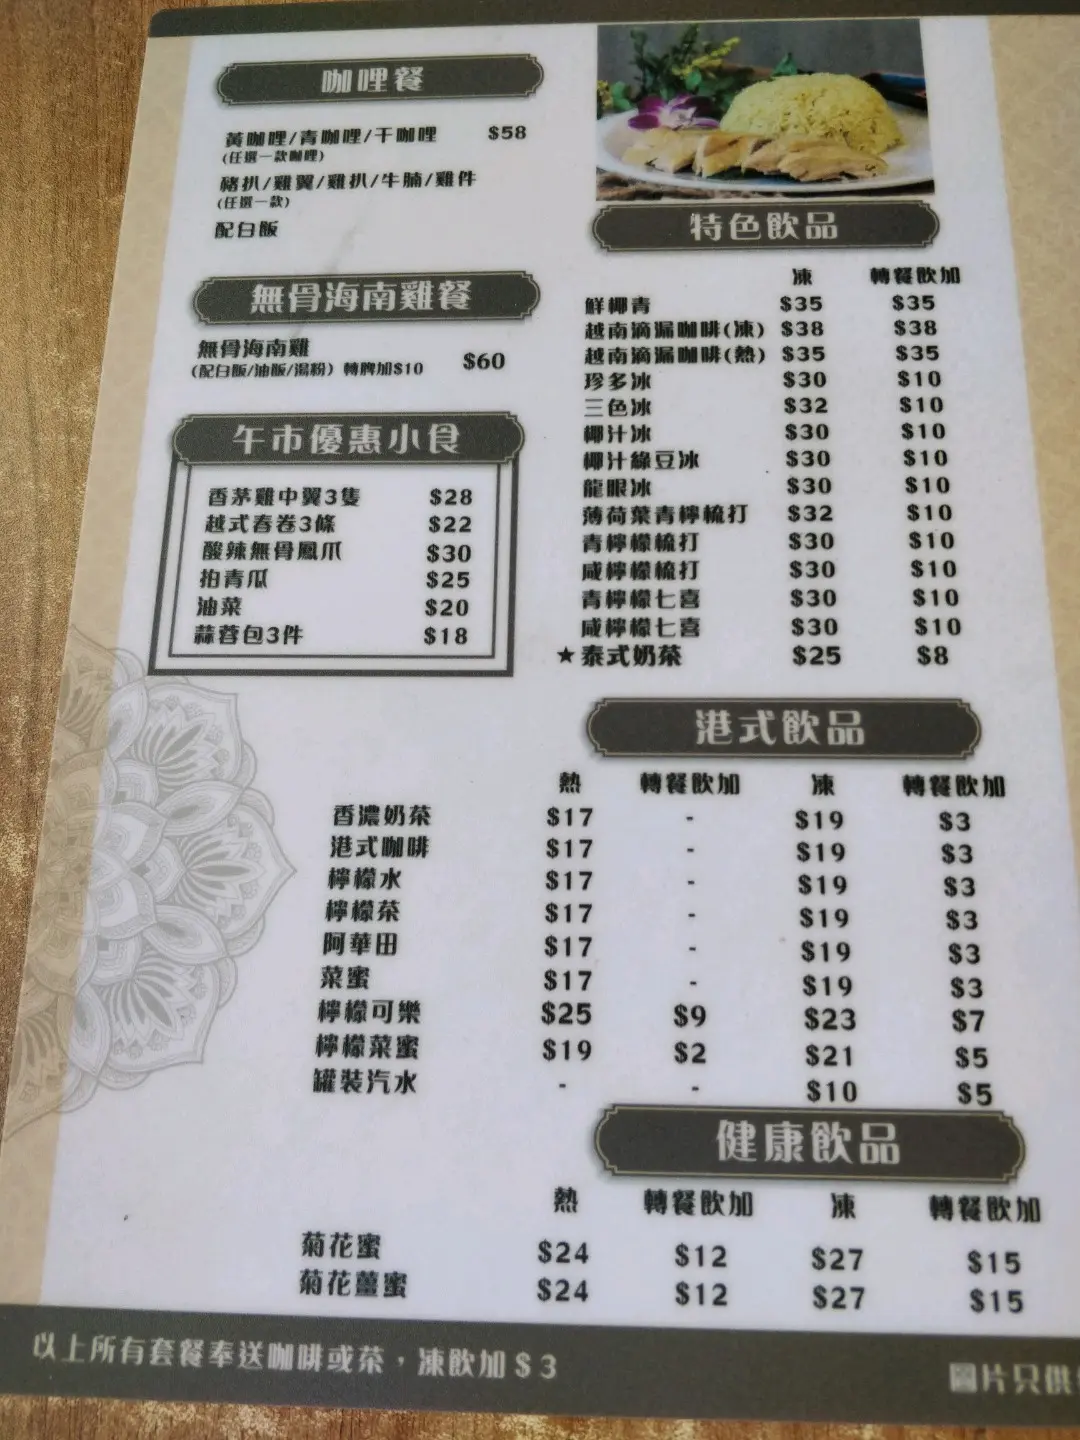 咖哩餐
黃咖哩/青咖哩/干咖哩 $58
(任選一款咖哩)
豬扒/雞翼/雞扒/牛腩/雞件
(任選一款)
配白飯
無骨海南雞餐
無骨海南雞 $60
(配白飯/油飯/湯粉) 轉髀加$10
午市優惠小食
香茅雞中翼3隻 $28
越式春卷3條 $22
酸辣無骨鳳爪 $30
拍青瓜 $25
油菜 $20
蒜蓉包3件 $18
特色飲品
凍 轉餐飲加
鮮椰青 $35 $35
越南滴漏咖啡(凍) $38 $38
越南滴漏咖啡(熱) $35 $35
珍多冰 $30 $10
三色冰 $32 $10
椰汁冰 $30 $10
椰汁綠豆冰 $30 $10
龍眼冰 $30 $10
薄荷葉青檸梳打 $32 $10
青檸檬梳打 $30 $10
咸檸檬梳打 $30 $10
青檸檬七喜 $30 $10
咸檸檬七喜 $30 $10
★泰式奶茶 $25 $8
港式飲品
熱 轉餐飲加 凍 轉餐飲加
香濃奶茶 $17 - $19 $3
港式咖啡 $17 - $19 $3
檸檬水 $17 - $19 $3
檸檬茶 $17 - $19 $3
阿華田 $17 - $19 $3
菜蜜 $17 - $19 $3
檸檬可樂 $25 $9 $23 $7
檸檬菜蜜 $19 $2 $21 $5
罐裝汽水 - - $10 $5
健康飲品
熱 轉餐飲加 凍 轉餐飲加
菊花蜜 $24 $12 $27 $15
菊花薑蜜 $24 $12 $27 $15
以上所有套餐奉送咖啡或茶，凍飲加$3
圖片只供